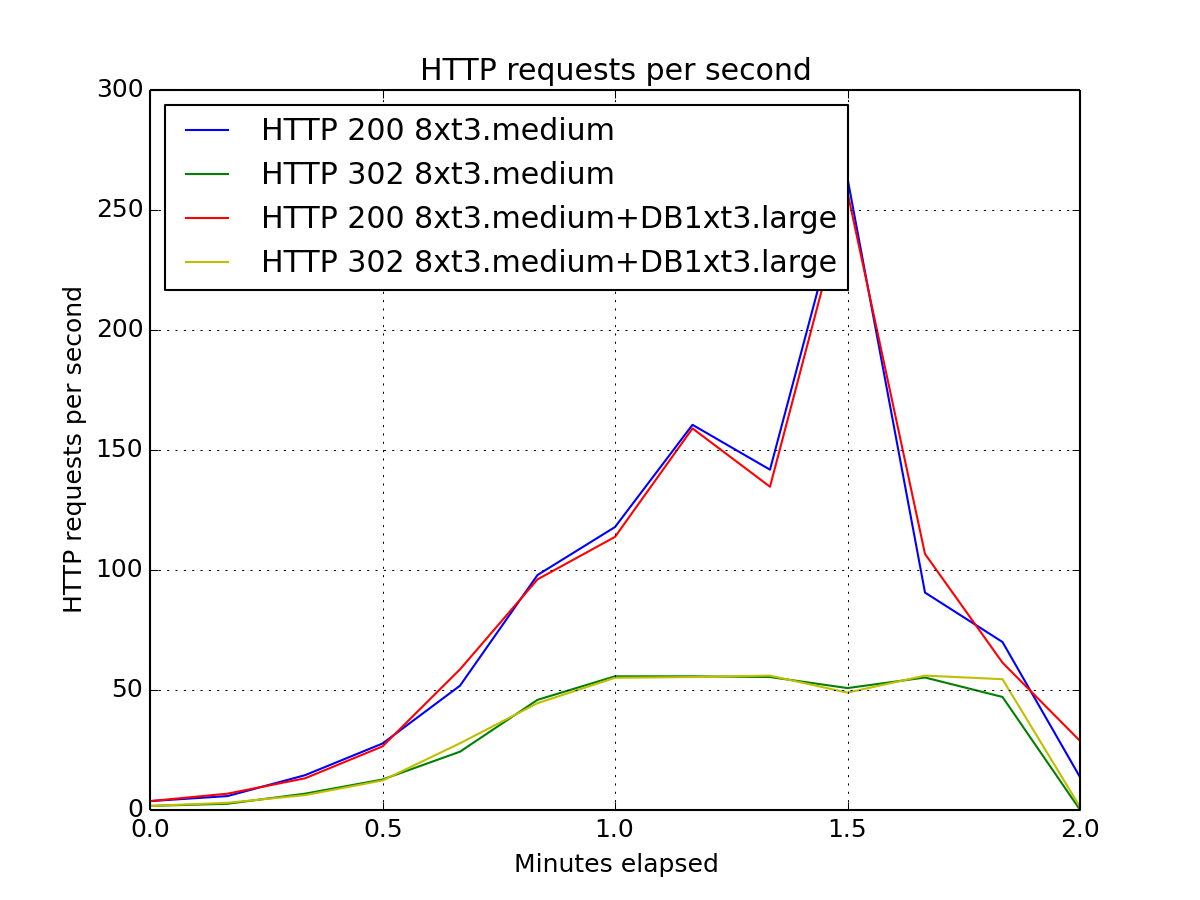 HTTP requests per second
300
250
200
150
100
50
0
HTTP requests per second
HTTP 200 8xt3.medium
HTTP 302 8xt3.medium
HTTP 200 8xt3.medium+DB1xt3.large
HTTP 302 8xt3.medium+DB1xt3.large
0.0 0.5 1.0 1.5 2.0
Minutes elapsed